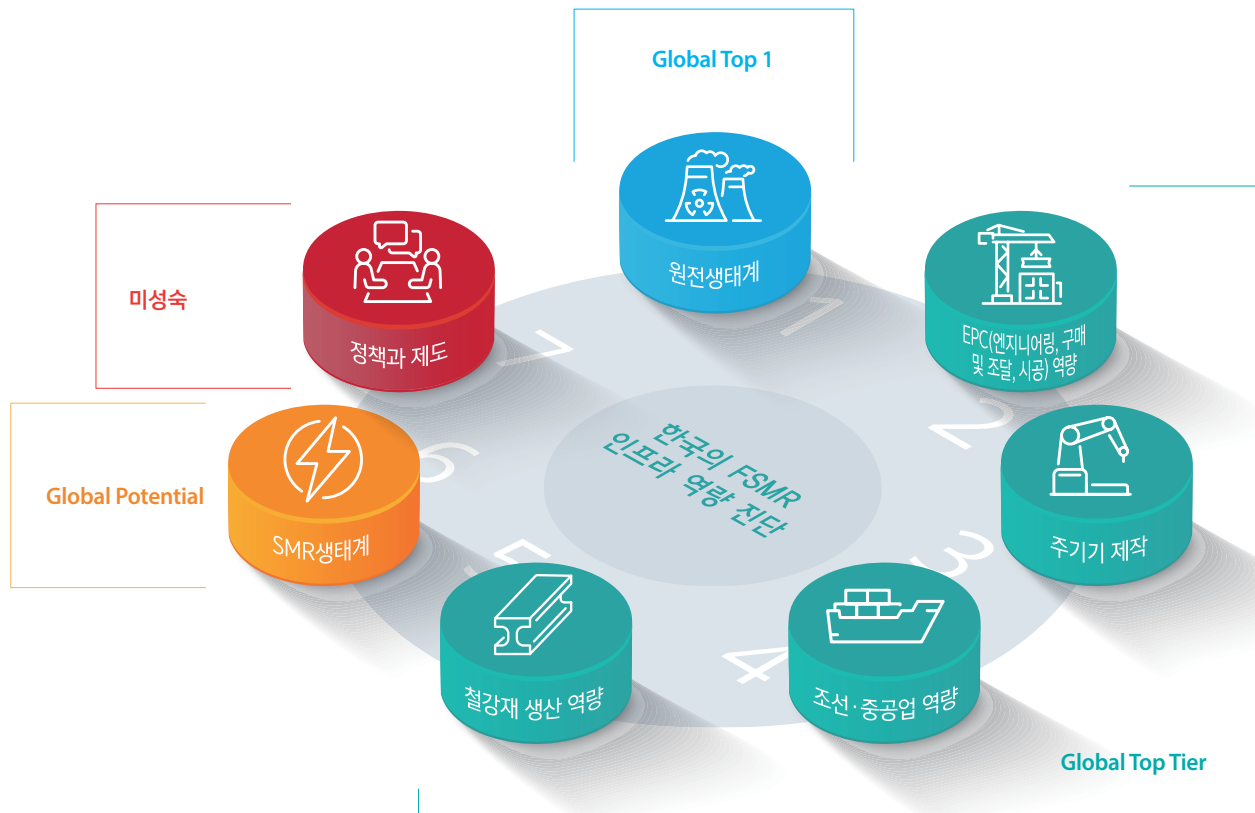 Global Top 1
원전생태계
1
EPC(엔지니어링, 구매
및 조달, 시공) 역량
2
주기기 제작
3
조선·중공업 역량
4
Global Top Tier
철강재 생산 역량
5
SMR생태계
6
Global Potential
정책과 제도
7
미성숙
한국의 FSMR
인프라 역량 진단